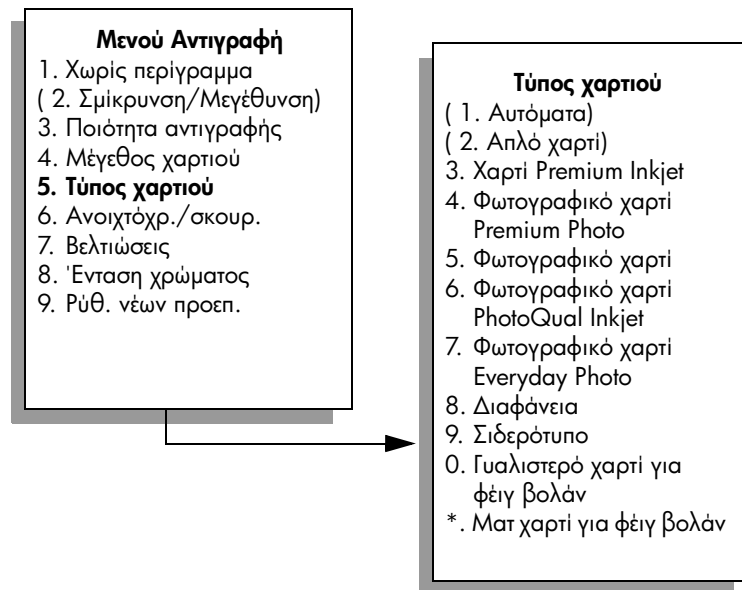 Μενού Αντιγραφή
1. Χωρίς περίγραμμα
( 2. Σμίκρυνση/Μεγέθυνση)
3. Ποιότητα αντιγραφής
4. Μέγεθος χαρτιού
5. Τύπος χαρτιού
6. Ανοιχτόχρ./σκουρ.
7. Βελτιώσεις
8. Ένταση χρώματος
9. Ρύθ. νέων προεπ.
Τύπος χαρτιού
( 1. Αυτόματα)
( 2. Απλό χαρτί)
3. Χαρτί Premium Inkjet
4. Φωτογραφικό χαρτί
Premium Photo
5. Φωτογραφικό χαρτί
6. Φωτογραφικό χαρτί
PhotoQual Inkjet
7. Φωτογραφικό χαρτί
Everyday Photo
8. Διαφάνεια
9. Σιδερότυπο
0. Γυαλιστερό χαρτί για
φέιγ βολάν
*. Ματ χαρτί για φέιγ βολάν